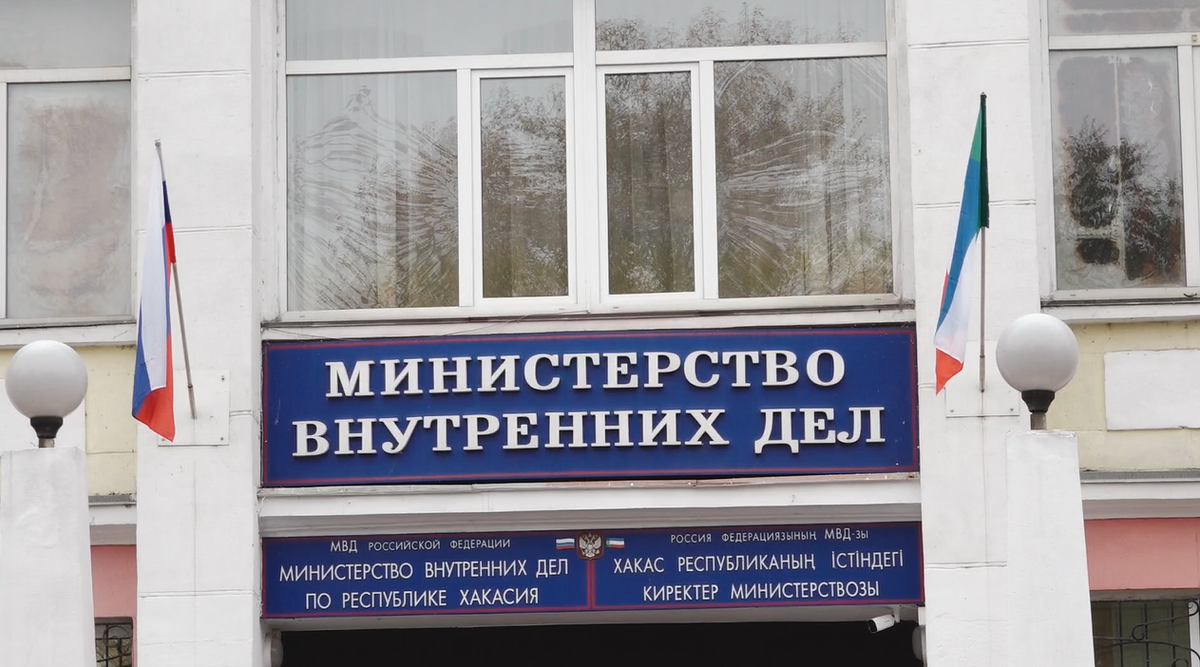 МИНИСТЕРСТВО
ВНУТРЕННИХ ДЕЛ
МВД РОССИЙСКОЙ ФЕДЕРАЦИИ
МИНИСТЕРСТВО ВНУТРЕННИХ ДЕЛ
ПО РЕСПУБЛИКЕ ХАКАСИЯ
РОССИЯ ФЕДЕРАЦИЯЗЫНЫҢ МВД-зы
ХАКАС РЕСПУБЛИКАНЫҢ ІСТІНДЕГІ
КИРЕКТЕР МИНИСТЕРСТВОЗЫ